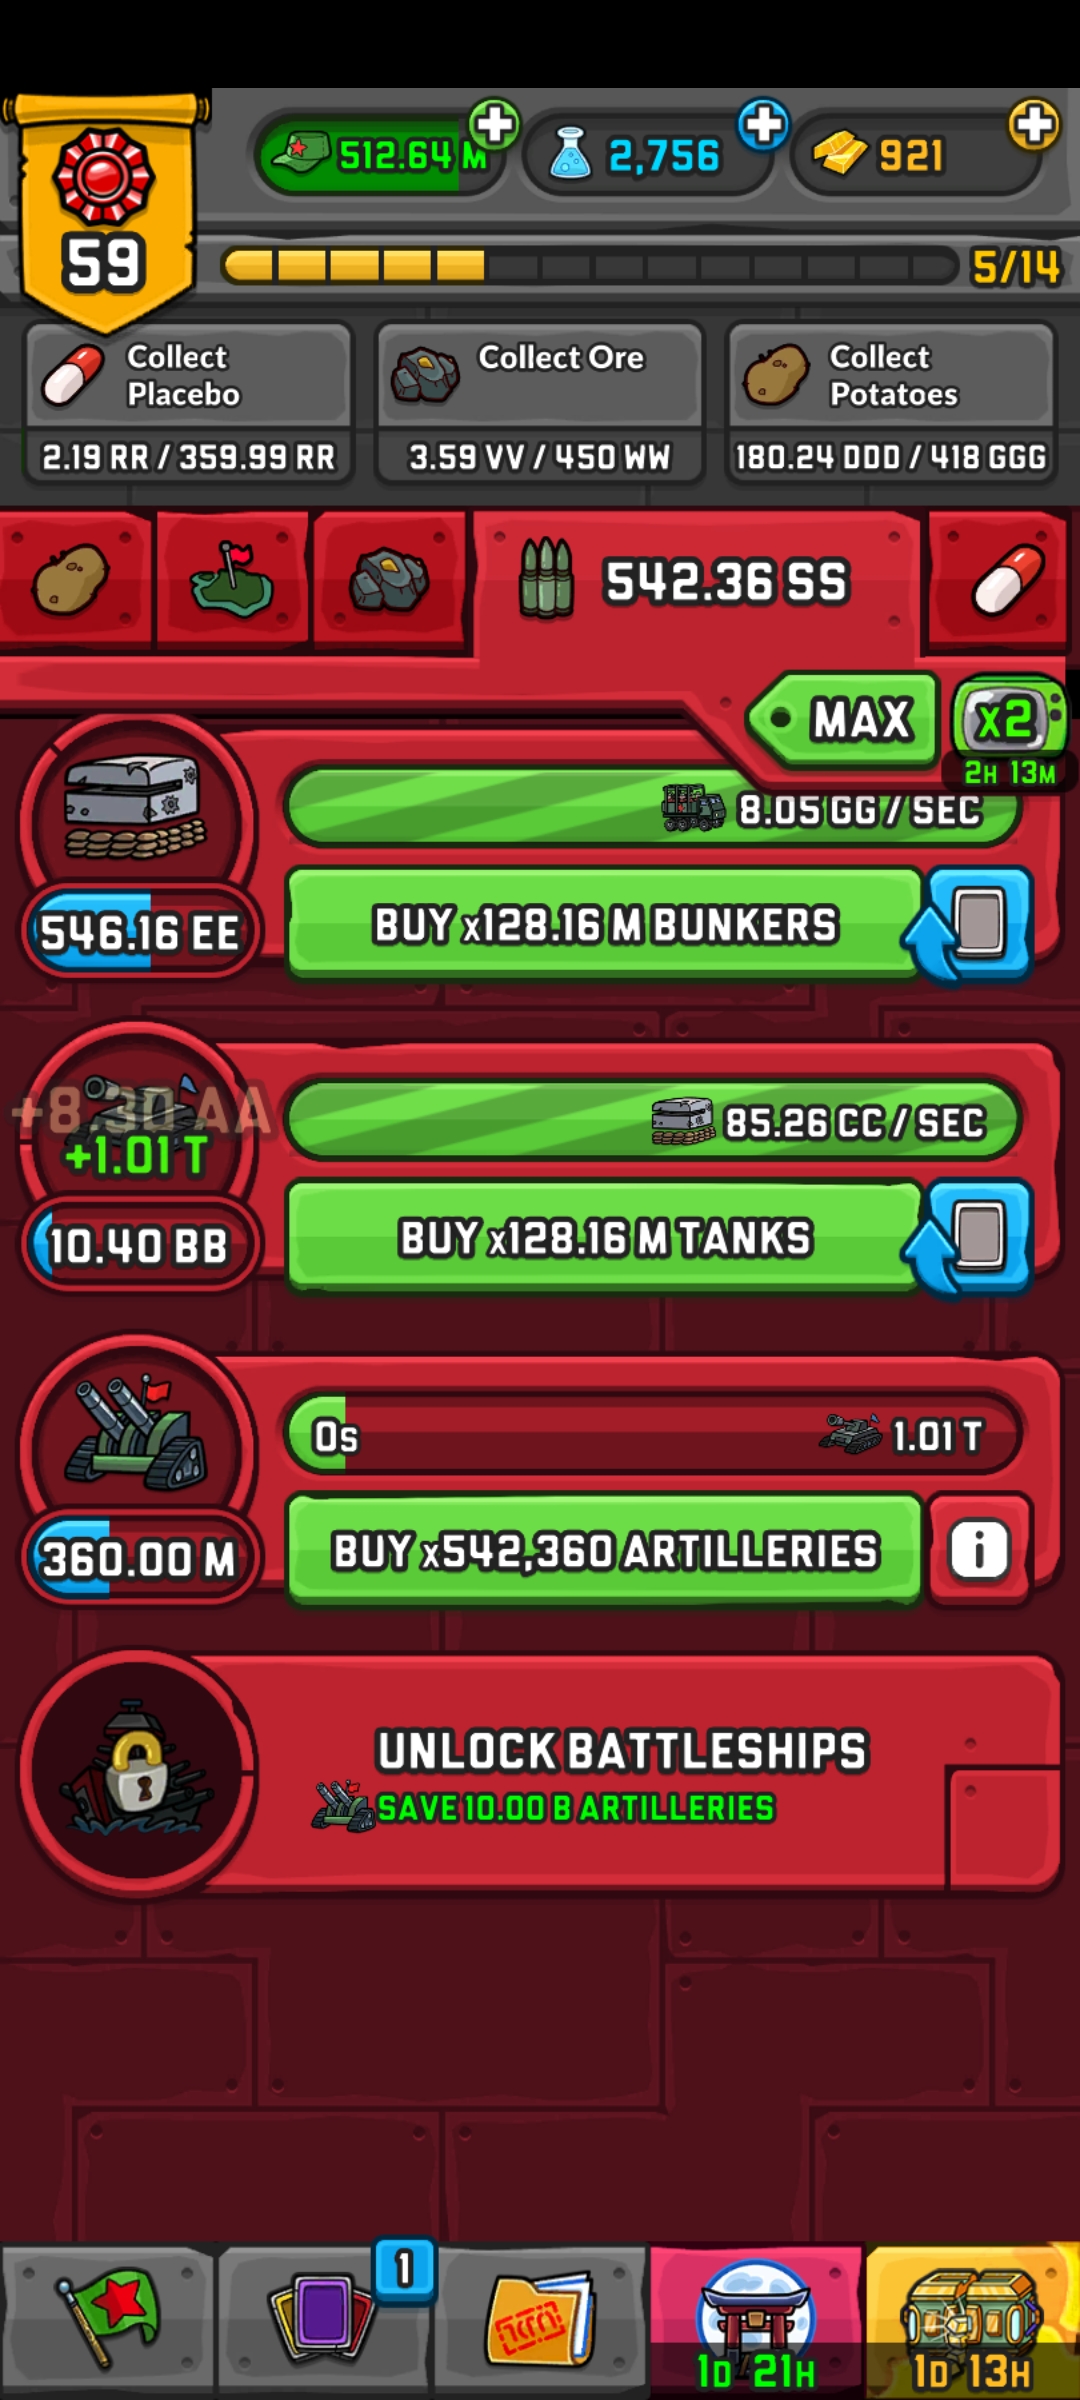 512.64 M
2,756
921
59
5/14
Collect Placebo
2.19 RR / 359.99 RR
Collect Ore
3.59 VV / 450 WW
Collect Potatoes
180.24 DDD / 418 GGG
542.36 SS
MAX
x2
2H 13M
8.05 GG / SEC
546.16 EE
BUY x128.16 M BUNKERS
+8.30 AA
+1.01 T
85.26 CC / SEC
10.40 BB
BUY x128.16 M TANKS
0s
1.01 T
360.00 M
BUY x542,360 ARTILLERIES
i
UNLOCK BATTLESHIPS
SAVE 10.00 B ARTILLERIES
1
1D 21H
1D 13H